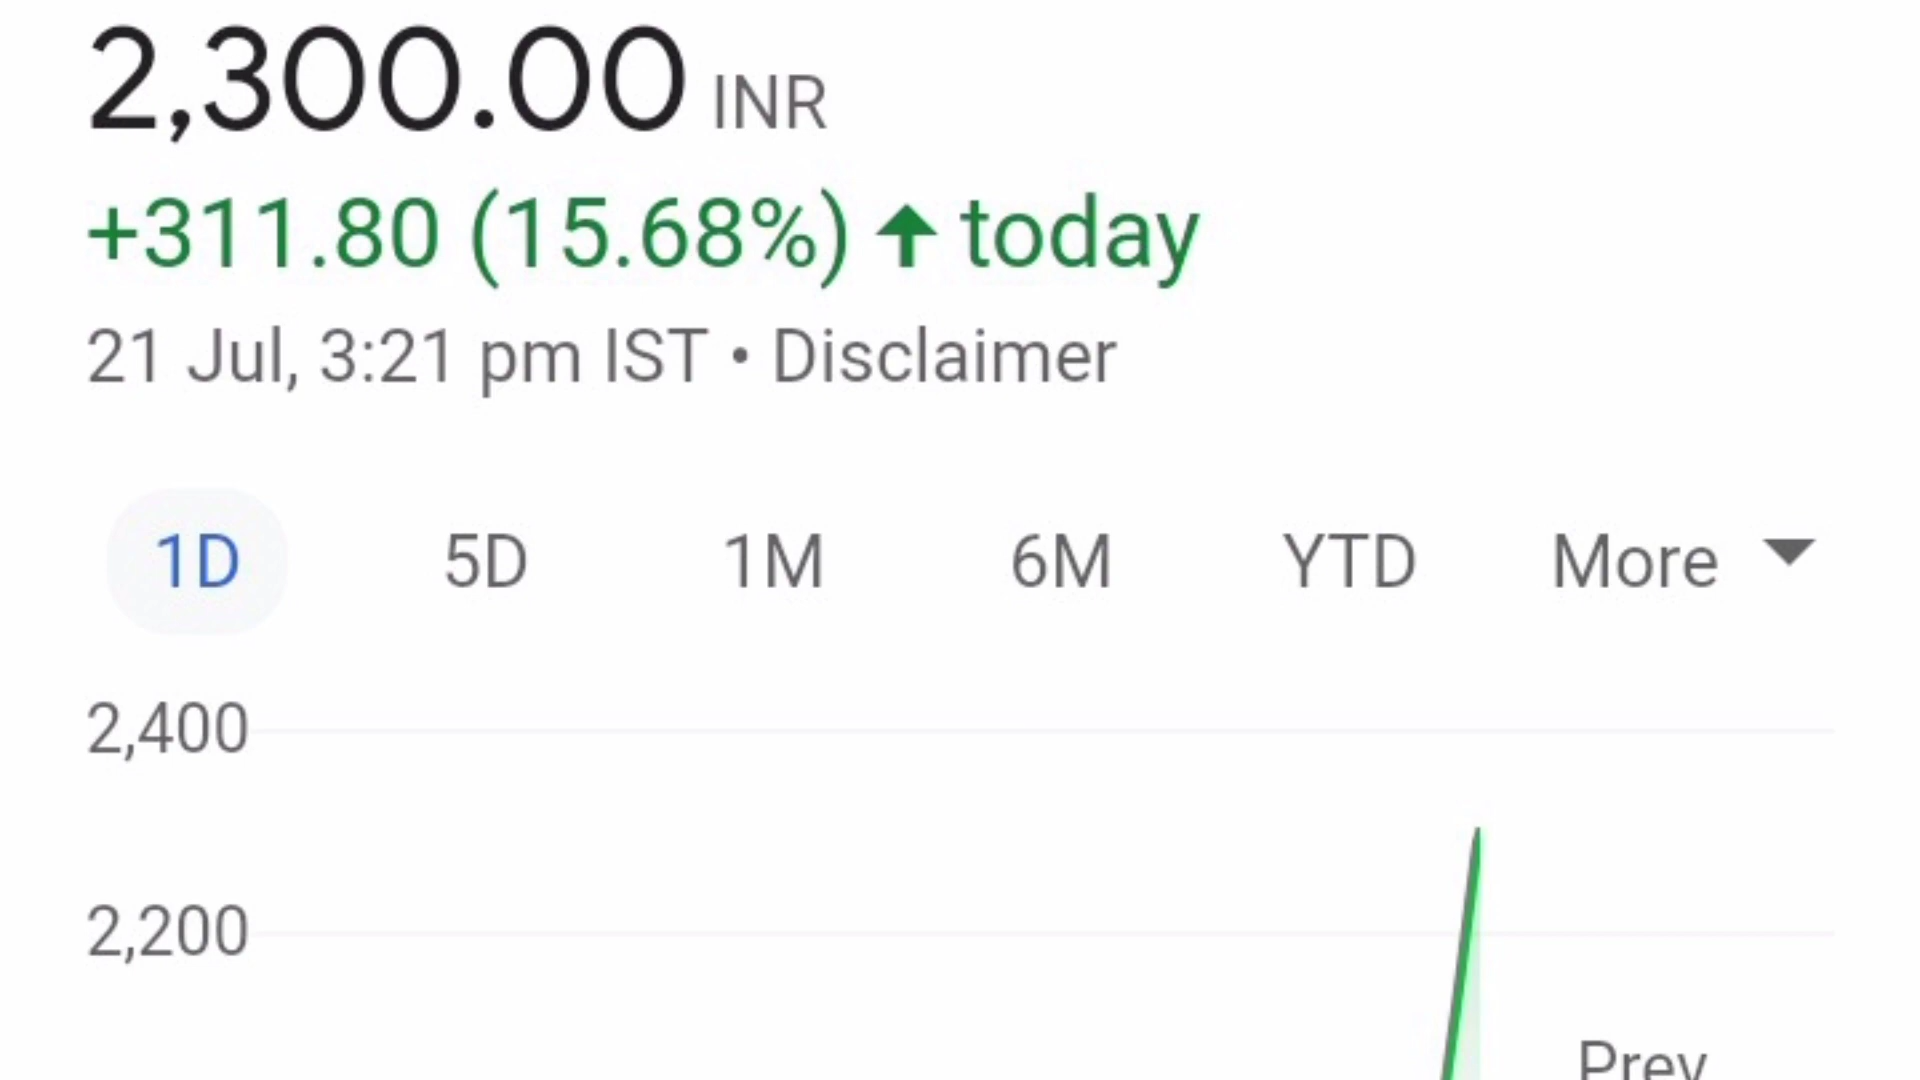 2,300.00 INR
+311.80 (15.68%) ↑ today
21 Jul, 3:21 pm IST • Disclaimer
1D 5D 1M 6M YTD More
2,400
2,200
Prev